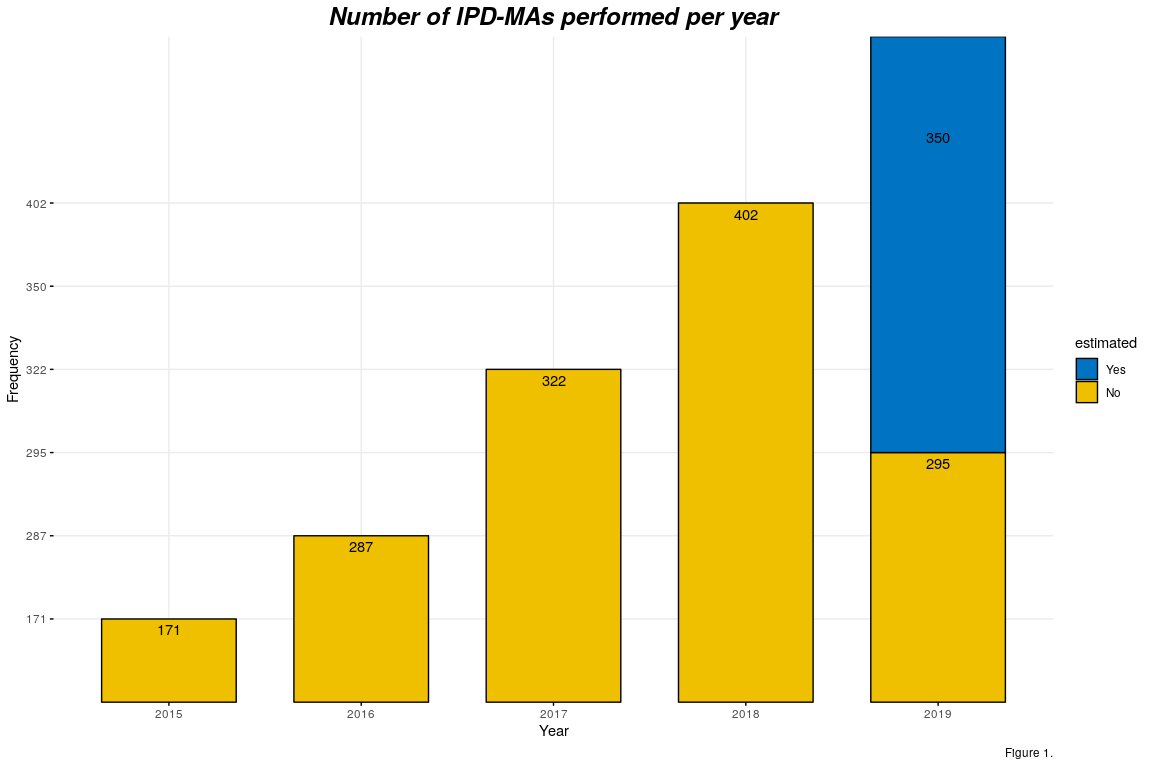 Number of IPD-MAs performed per year
350
402
402
350
Frequency
estimated
Yes
322
322
No
295
295
287
287
171
171
2015 2016 2017 2018 2019
Year
Figure 1.